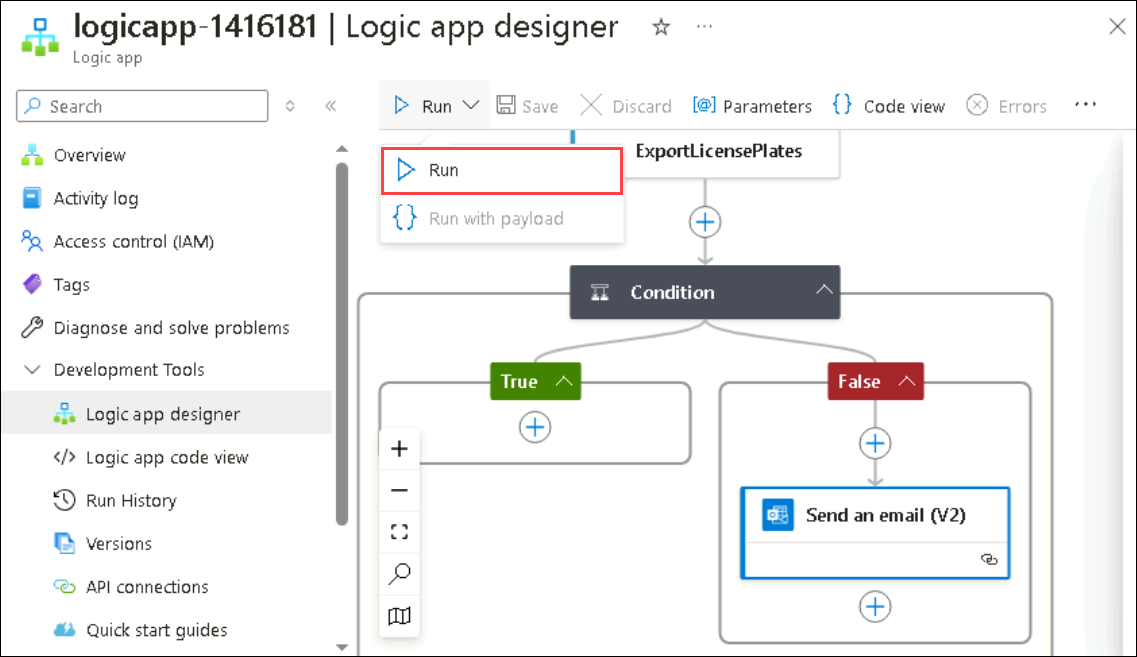 logicapp-1416181 | Logic app designer
Logic app
Search
Overview
Activity log
Access control (IAM)
Tags
Diagnose and solve problems
Development Tools
Logic app designer
Logic app code view
Run History
Versions
API connections
Quick start guides
Run
Save
Discard
Parameters
Code view
Errors
Run
Run with payload
ExportLicensePlates
Condition
True
False
Send an email (V2)